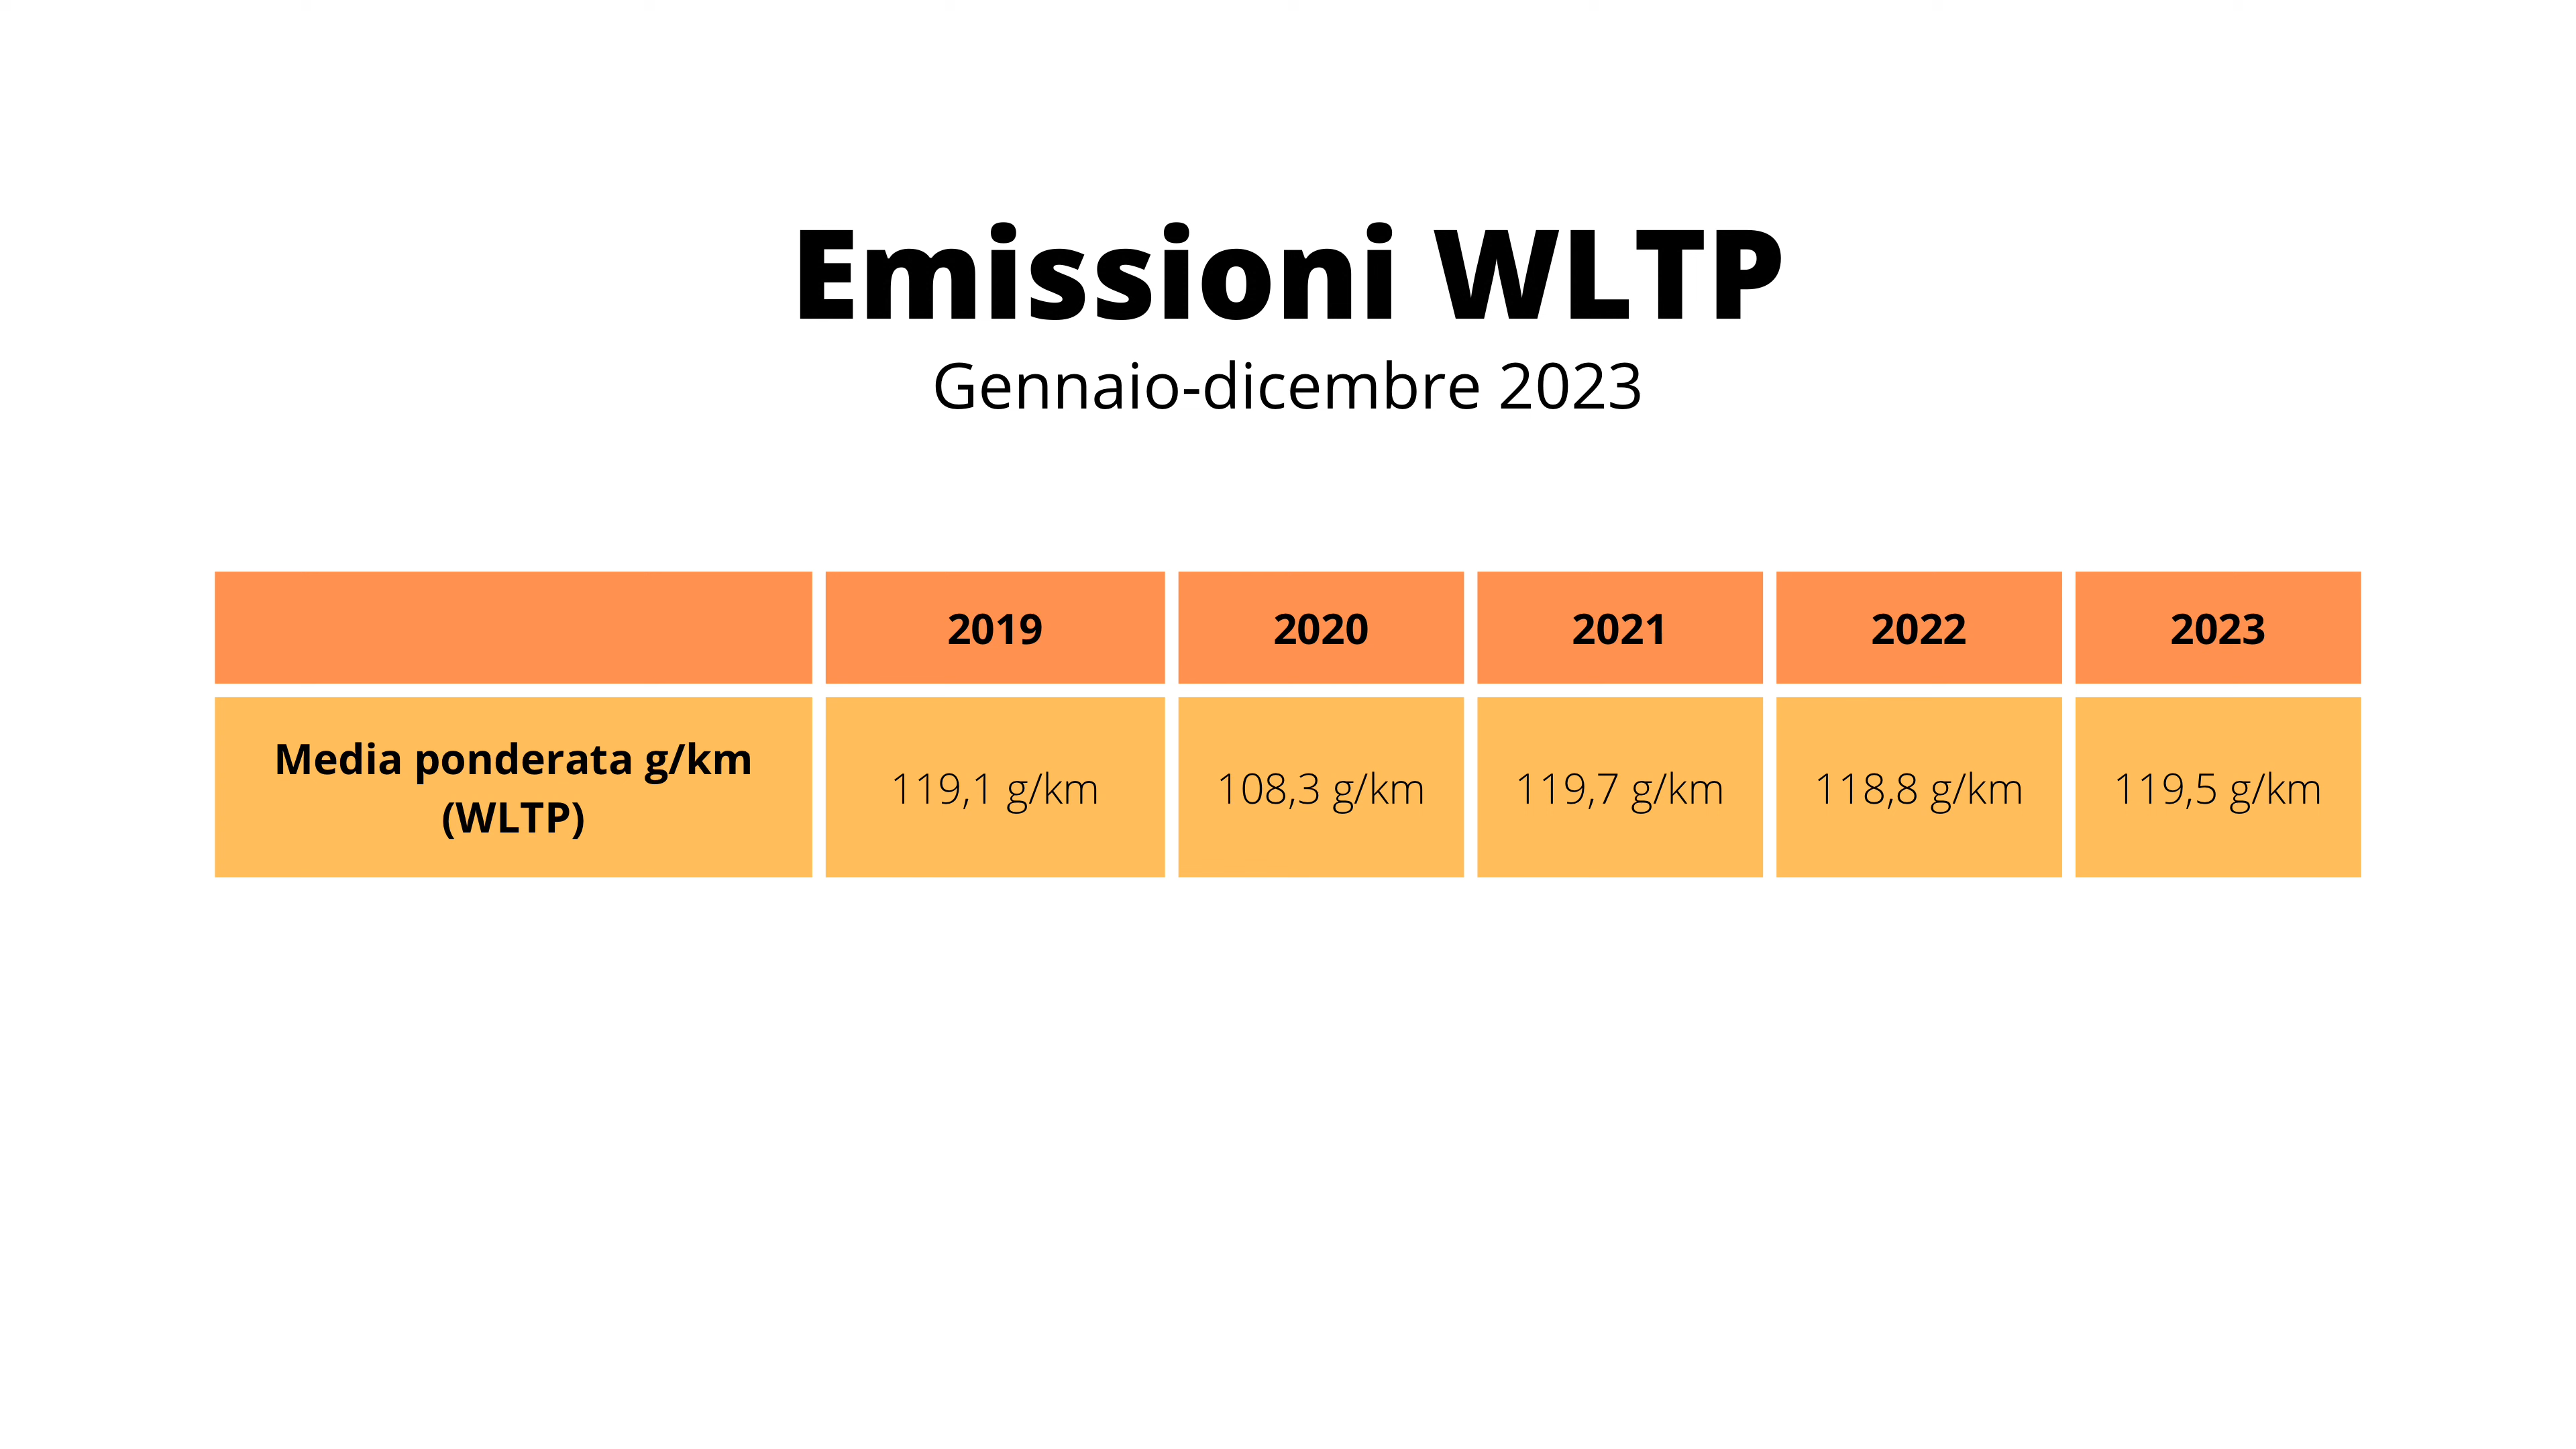 Emissioni WLTP
Gennaio-dicembre 2023
2019 2020 2021 2022 2023
Media ponderata g/km
(WLTP)
119,1 g/km 108,3 g/km 119,7 g/km 118,8 g/km 119,5 g/km